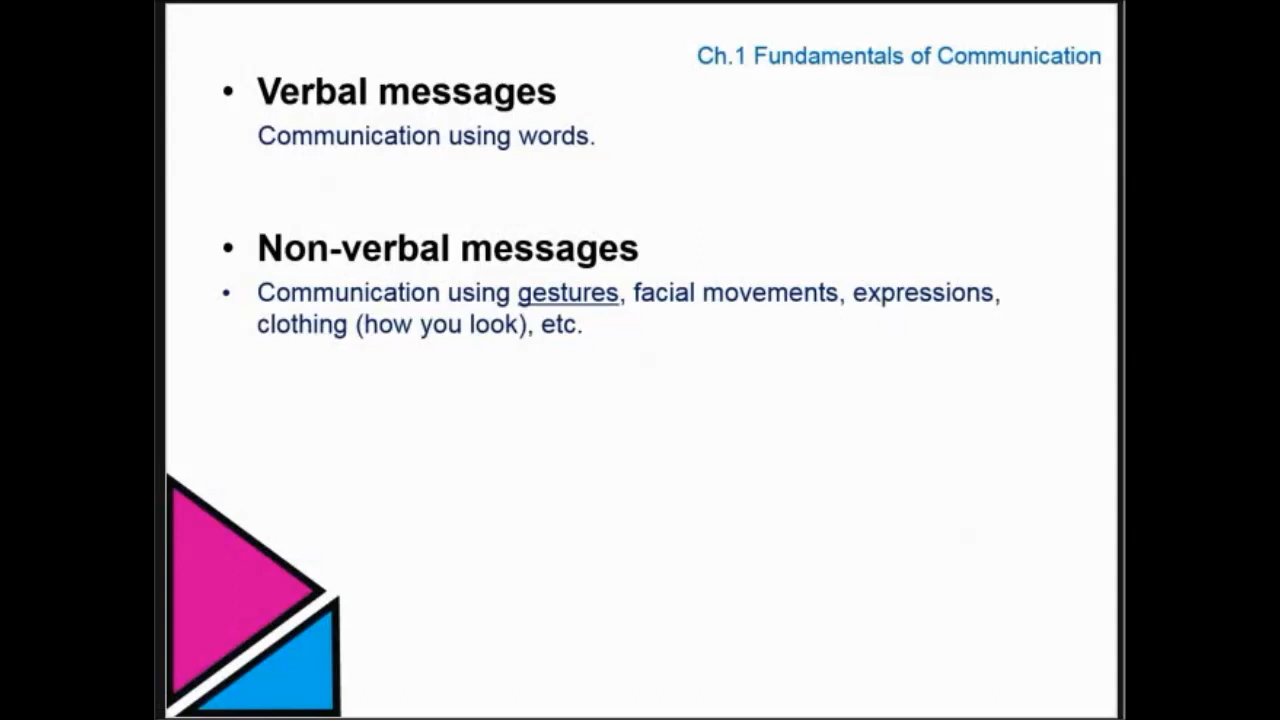 Ch.1 Fundamentals of Communication
• Verbal messages
Communication using words.
• Non-verbal messages
• Communication using gestures, facial movements, expressions,
clothing (how you look), etc.